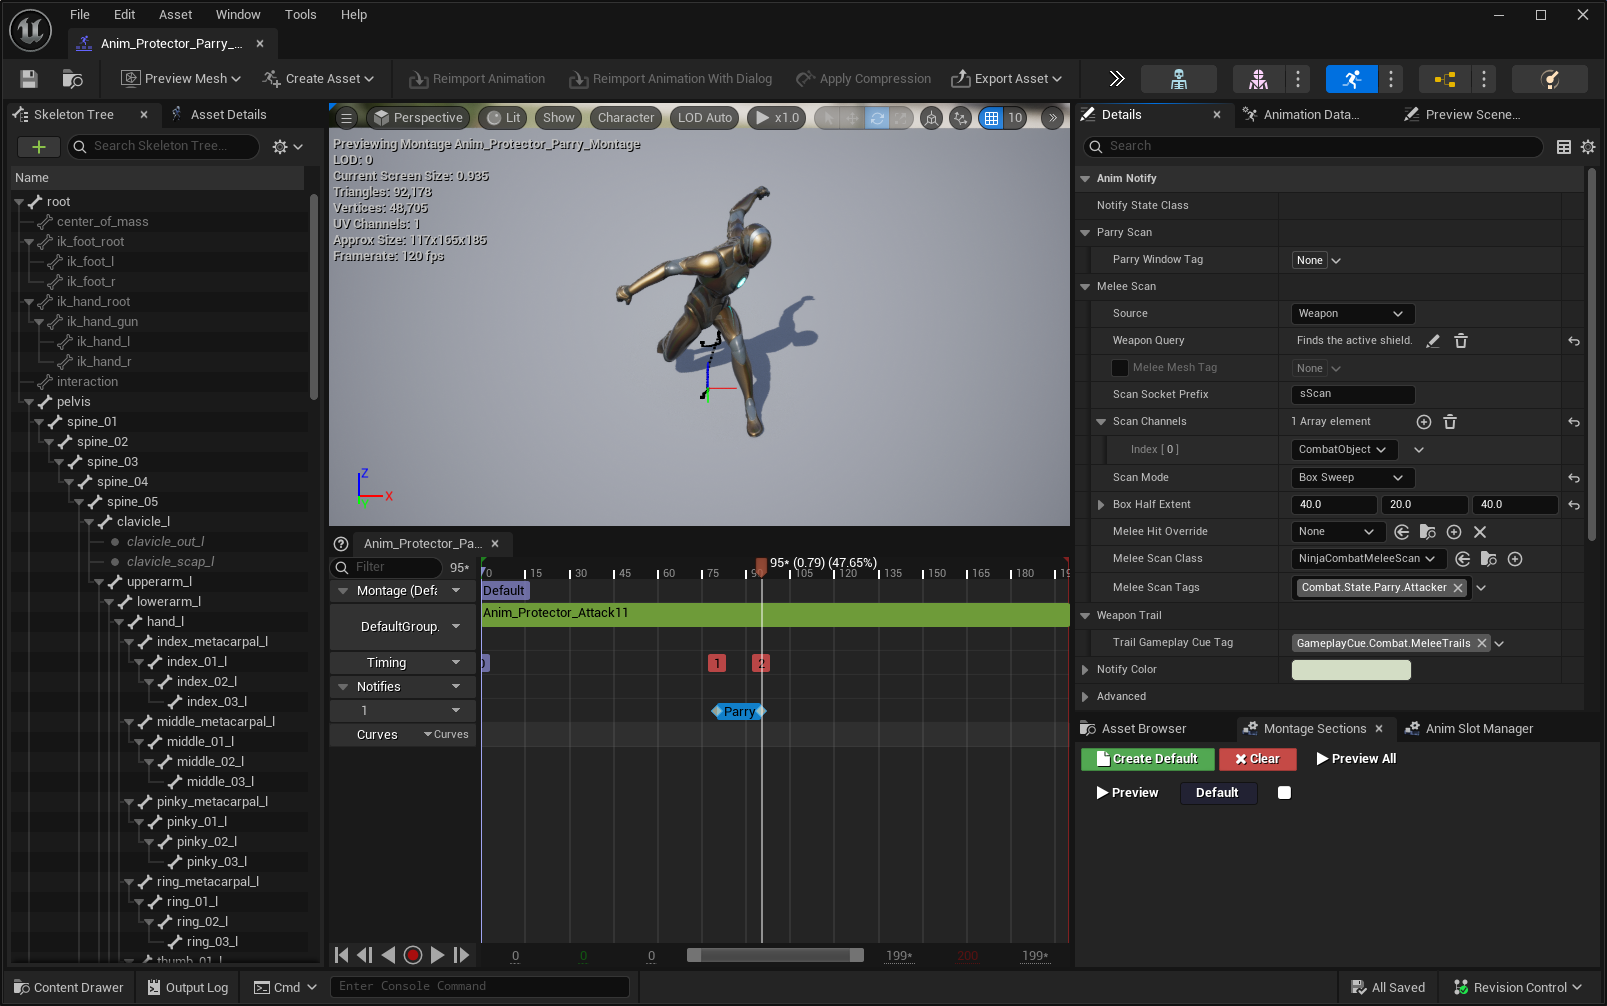 File Edit Asset Window Tools Help
Anim_Protector_Parry_...
Preview Mesh Create Asset Reimport Animation Reimport Animation With Dialog Apply Compression Export Asset
Skeleton Tree Asset Details
Search Skeleton Tree...
Name
root
center_of_mass
ik_foot_root
ik_foot_l
ik_foot_r
ik_hand_root
ik_hand_gun
ik_hand_l
ik_hand_r
interaction
pelvis
spine_01
spine_02
spine_03
spine_04
spine_05
clavicle_l
clavicle_out_l
clavicle_scap_l
upperarm_l
lowerarm_l
hand_l
index_metacarpal_l
index_01_l
index_02_l
index_03_l
middle_metacarpal_l
middle_01_l
middle_02_l
middle_03_l
pinky_metacarpal_l
pinky_01_l
pinky_02_l
pinky_03_l
ring_metacarpal_l
ring_01_l
ring_02_l
ring_03_l
thumb_01_l
Perspective Lit Show Character LOD Auto x1.0 10
Previewing Montage Anim_Protector_Parry_Montage
LOD: 0
Current Screen Size: 0.935
Triangles: 92,178
Vertices: 48,705
UV Channels: 1
Approx Size: 117x165x185
Framerate: 120 fps
Z
X
Anim_Protector_Pa...
Filter 95*
95* (0.79) (47.65%)
0 15 30 45 60 75 90 105 120 135 150 165 180 19
Montage (Defa Default
Anim_Protector_Attack11
DefaultGroup.
Timing 1 2
Notifies
1 Parry
Curves Curves
0 0 0 199* 200 199*
Details Animation Data... Preview Scene...
Search
Anim Notify
Notify State Class
Parry Scan
Parry Window Tag None
Melee Scan
Source Weapon
Weapon Query Finds the active shield.
Melee Mesh Tag None
Scan Socket Prefix sScan
Scan Channels 1 Array element
Index [ 0 ] CombatObject
Scan Mode Box Sweep
Box Half Extent 40.0 20.0 40.0
Melee Hit Override None
Melee Scan Class NinjaCombatMeleeScan
Melee Scan Tags Combat.State.Parry.Attacker
Weapon Trail
Trail Gameplay Cue Tag GameplayCue.Combat.MeleeTrails
Notify Color
Advanced
Asset Browser Montage Sections Anim Slot Manager
Create Default Clear Preview All
Preview Default
Content Drawer Output Log Cmd Enter Console Command All Saved Revision Control